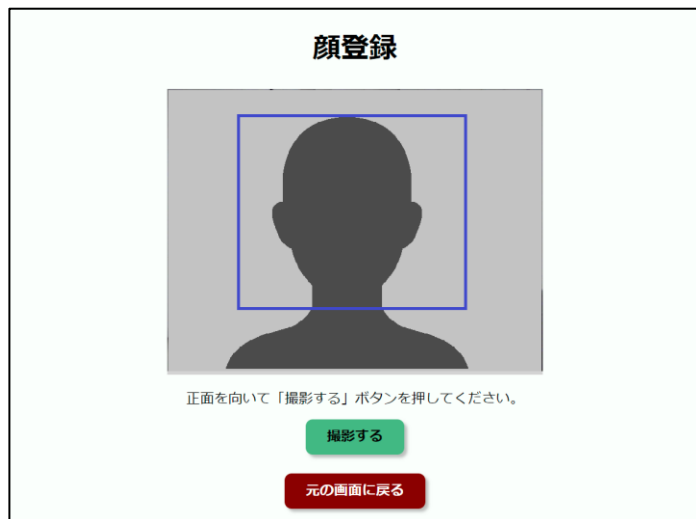 顔登録
正面を向いて「撮影する」ボタンを押してください。
撮影する
元の画面に戻る